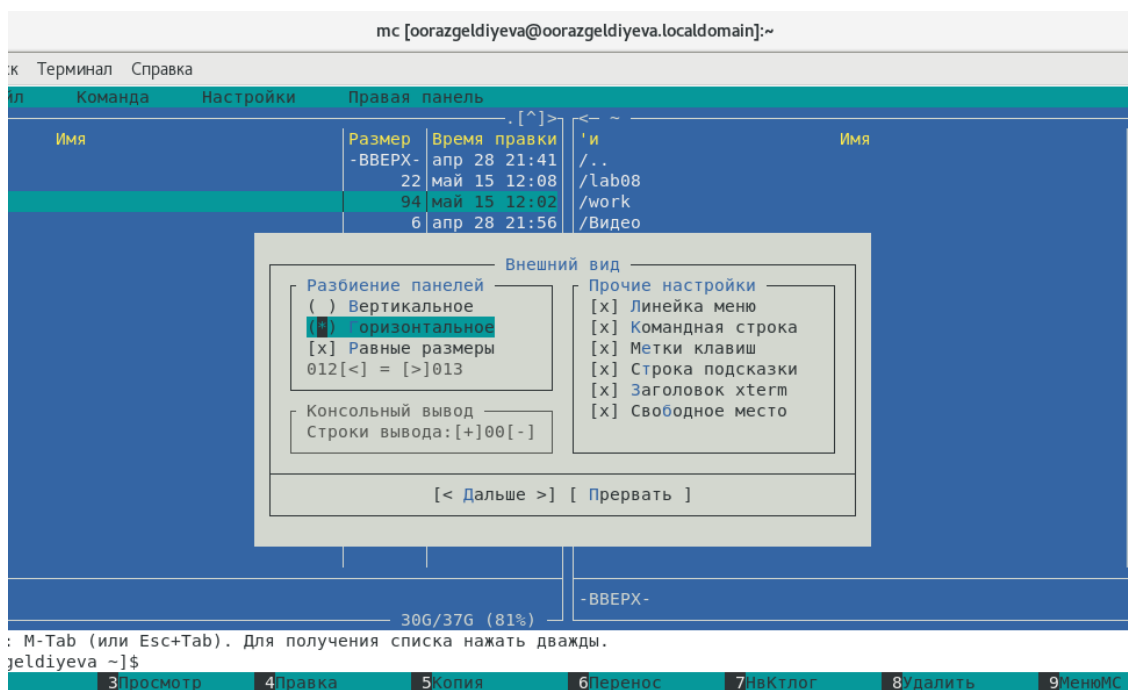 mc [oorazgeldiyeva@oorazgeldiyeva.localdomain]:~
ск Терминал Справка
йл Команда Настройки Правая панель
.[^]> <— ~
Имя Размер Время правки 'и Имя
-ВВЕРХ- апр 28 21:41 /..
22 май 15 12:08 /lab08
94 май 15 12:02 /work
6 апр 28 21:56 /Видео
Внешний вид
Разбиение панелей Прочие настройки
( ) Вертикальное [x] Линейка меню
(*) Горизонтальное [x] Командная строка
[x] Равные размеры [x] Метки клавиш
012[<] = [>]013 [x] Строка подсказки
[x] Заголовок xterm
Консольный вывод [x] Свободное место
Строки вывода:[+]00[-]
[< Дальше >] [ Прервать ]
-ВВЕРХ-
30G/37G (81%)
: M-Tab (или Esc+Tab). Для получения списка нажать дважды.
geldiyeva ~]$
3Просмотр 4Правка 5Копия 6Перенос 7НвКтлог 8Удалить 9МенюМС